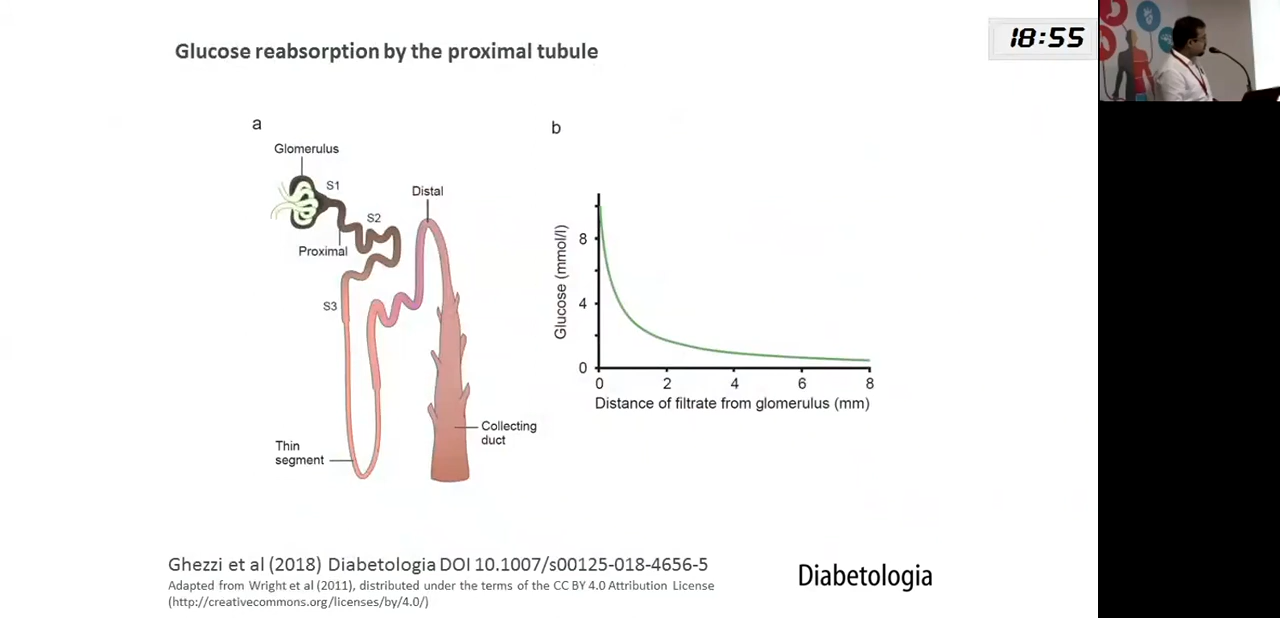 Glucose reabsorption by the proximal tubule
18:55
a
Glomerulus
S1
S2
Proximal
S3
Distal
Thin
segment
Collecting
duct
b
Glucose (mmol/l)
8
4
0
0 2 4 6 8
Distance of filtrate from glomerulus (mm)
Ghezzi et al (2018) Diabetologia DOI 10.1007/s00125-018-4656-5
Adapted from Wright et al (2011), distributed under the terms of the CC BY 4.0 Attribution License
(http://creativecommons.org/licenses/by/4.0/)
Diabetologia